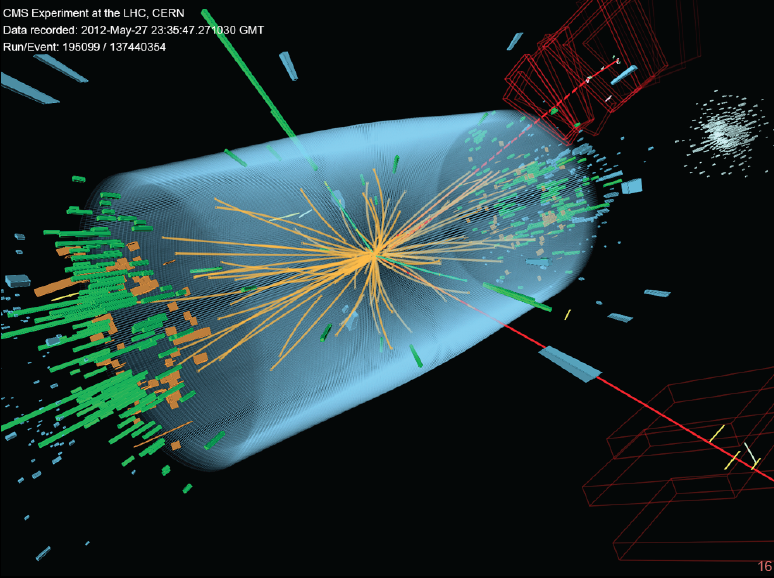 CMS Experiment at the LHC, CERN
Data recorded: 2012-May-27 23:35:47.271030 GMT
Run/Event: 195099 / 137440354
16